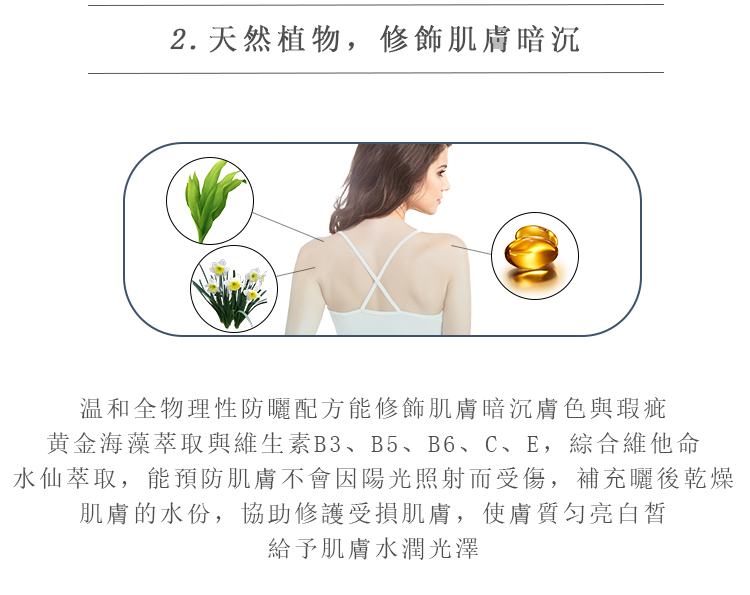 2.天然植物，修飾肌膚暗沉
温和全物理性防曬配方能修飾肌膚暗沉膚色與瑕疵
黄金海藻萃取與維生素B3、B5、B6、C、E，綜合維他命
水仙萃取，能預防肌膚不會因陽光照射而受傷，補充曬後乾燥
肌膚的水份，協助修護受損肌膚，使膚質匀亮白皙
給予肌膚水潤光澤